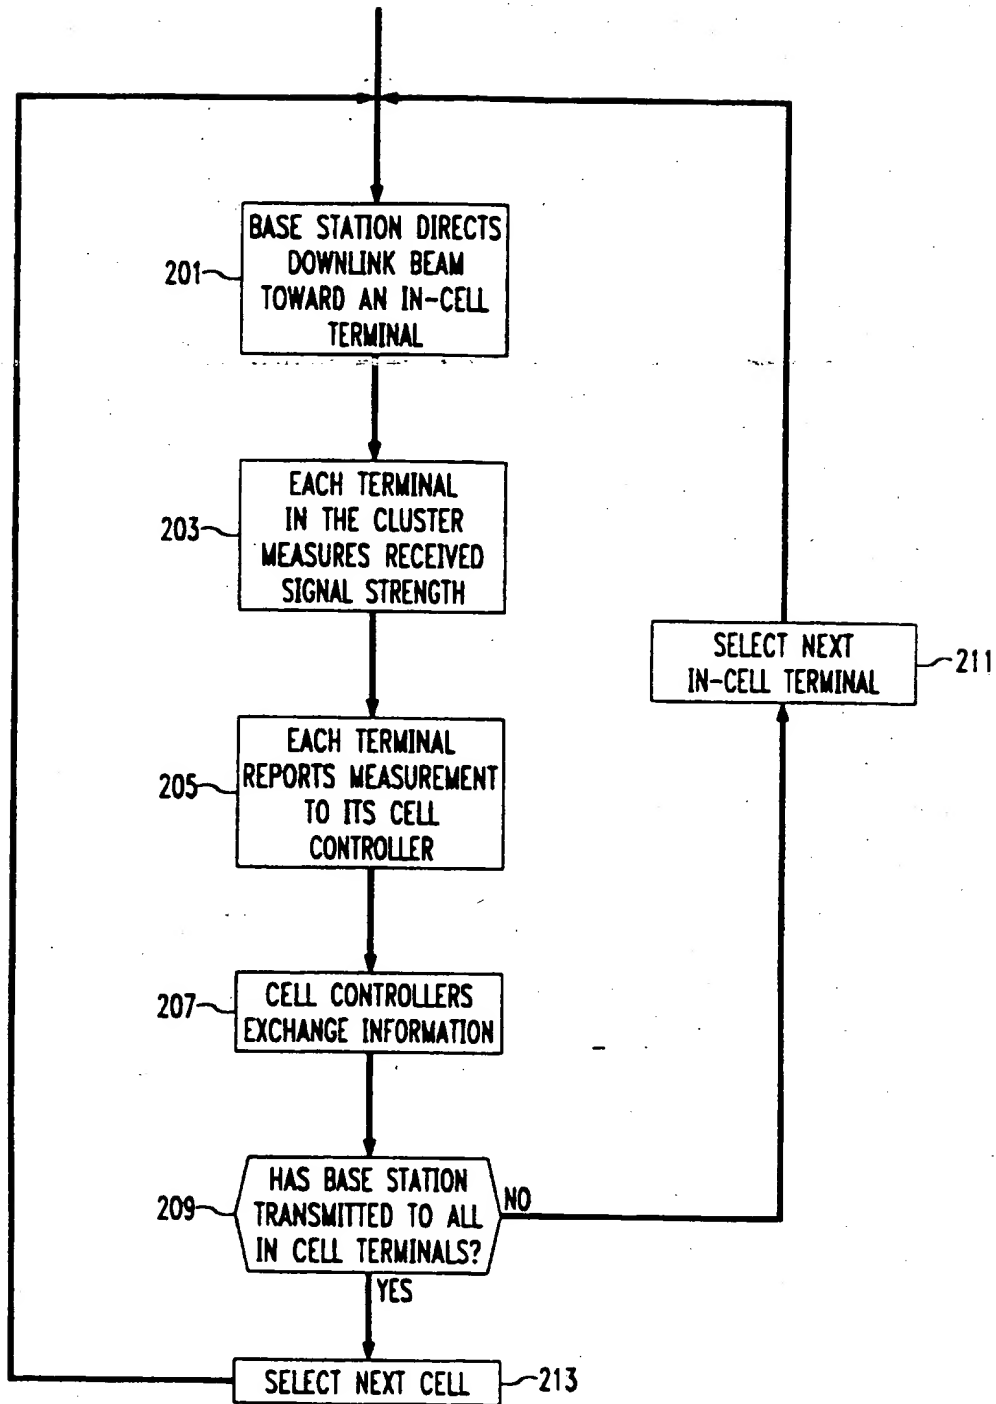 BASE STATION DIRECTS
DOWNLINK BEAM
TOWARD AN IN-CELL
TERMINAL
201
EACH TERMINAL
IN THE CLUSTER
MEASURES RECEIVED
SIGNAL STRENGTH
203
SELECT NEXT
IN-CELL TERMINAL
211
EACH TERMINAL
REPORTS MEASUREMENT
TO ITS CELL
CONTROLLER
205
CELL CONTROLLERS
EXCHANGE INFORMATION
207
HAS BASE STATION
TRANSMITTED TO ALL
IN CELL TERMINALS?
209
NO
YES
SELECT NEXT CELL
213